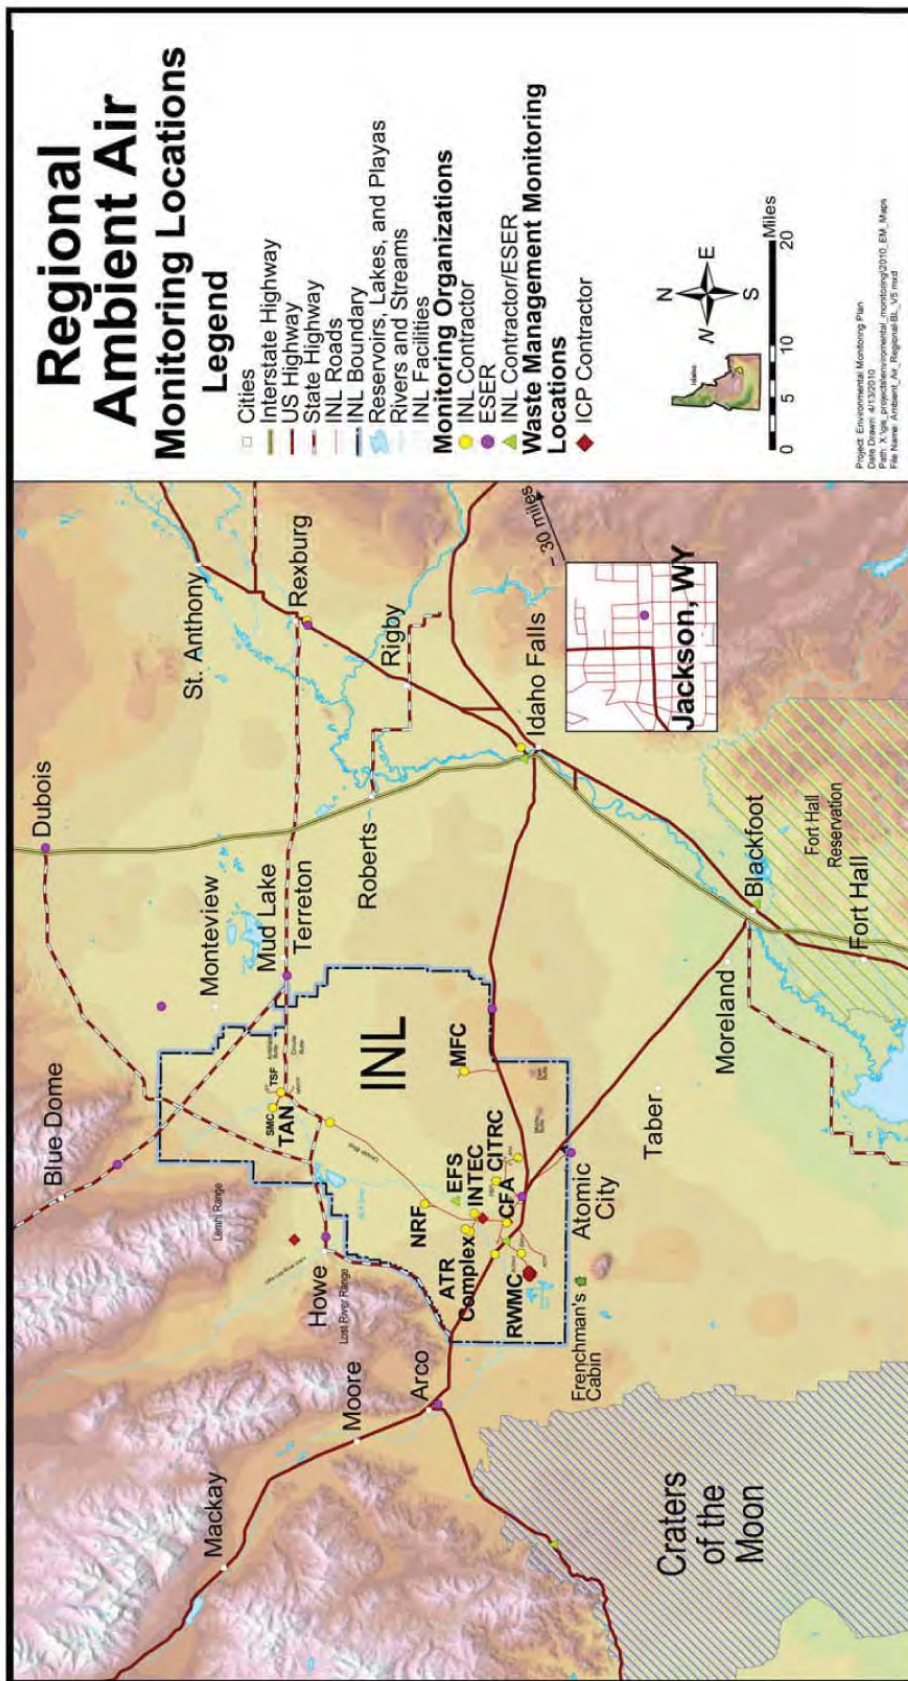 Regional
Ambient Air
Monitoring Locations
Legend
Cities
Interstate Highway
US Highway
State Highway
INL Roads
INL Boundary
Reservoirs, Lakes, and Playas
Rivers and Streams
INL Facilities
Monitoring Organizations
INL Contractor
ESER
INL Contractor/ESER
Waste Management Monitoring
Locations
ICP Contractor
Idaho
N
E
S
0 5 10 20
Miles
Project: Environmental Monitoring Plan
Date Drawn: 4/13/2010
St. Anthony
Rexburg
Rigby
~30 miles
Idaho Falls
Jackson, WY
Dubois
Monteview
Mud Lake
Terreton
Roberts
Blackfoot
Fort Hall
Reservation
Fort Hall
Moreland
Blue Dome
Lemhi Range
SMC
TSF
TAN
INL
MFC
Howe
Lost River Range
NRF
EFS
INTEC
CITRC
ATR
Complex
CFA
RWMC
Lincoln Blvd
Atomic
City
Taber
Frenchman's
Cabin
Moore
Arco
Mackay
Craters
of the
Moon